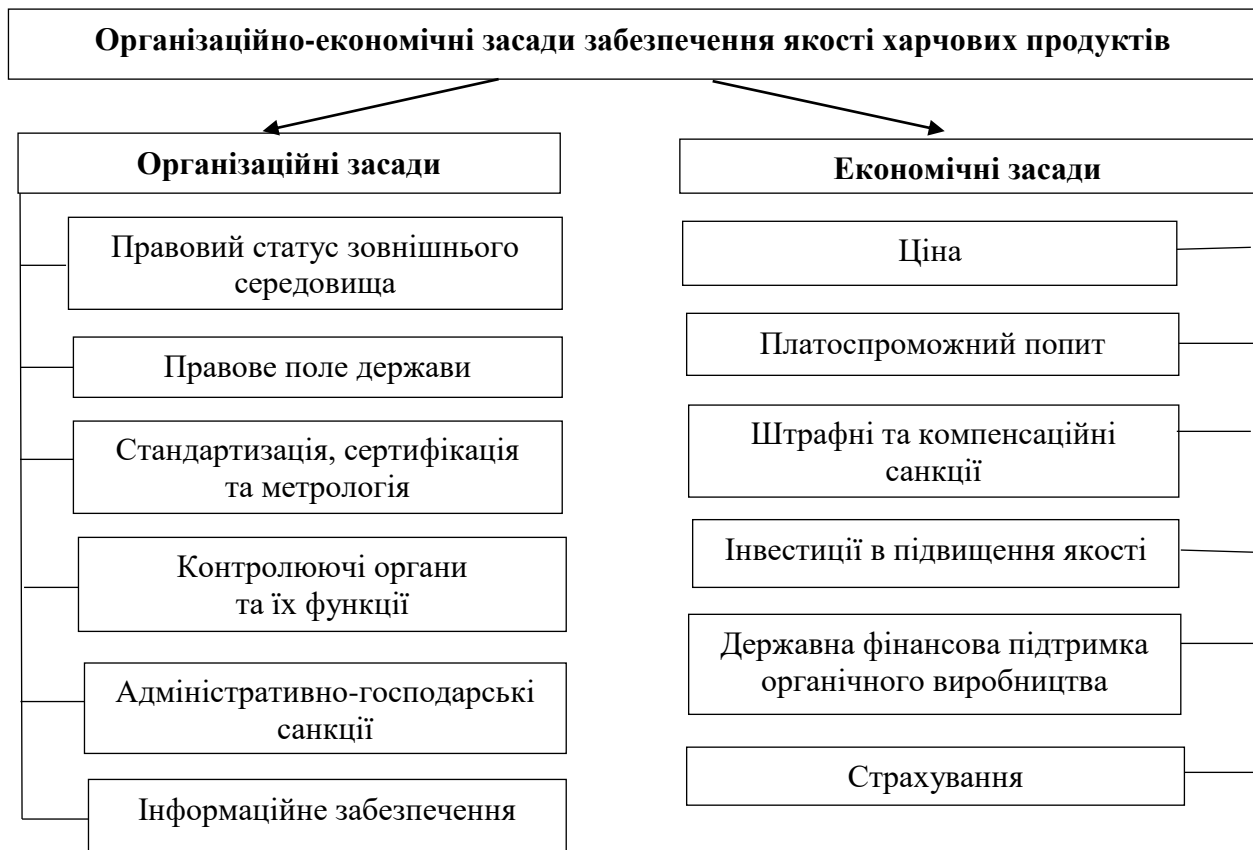 Організаційно-економічні засади забезпечення якості харчових продуктів
Організаційні засади
Правовий статус зовнішнього
середовища
Правове поле держави
Стандартизація, сертифікація
та метрологія
Контролюючі органи
та їх функції
Адміністративно-господарські
санкції
Інформаційне забезпечення
Економічні засади
Ціна
Платоспроможний попит
Штрафні та компенсаційні
санкції
Інвестиції в підвищення якості
Державна фінансова підтримка
органічного виробництва
Страхування